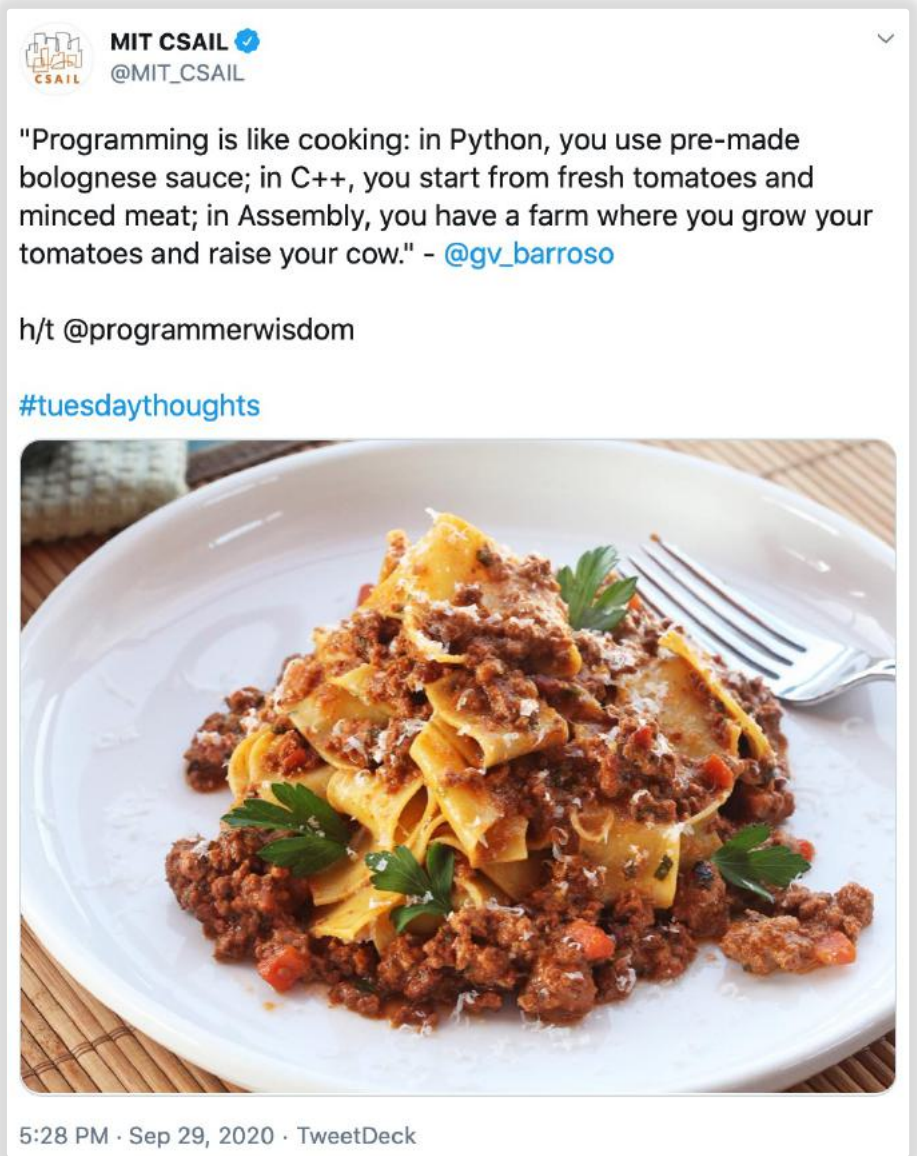 MIT CSAIL
@MIT_CSAIL
CSAIL
"Programming is like cooking: in Python, you use pre-made
bolognese sauce; in C++, you start from fresh tomatoes and
minced meat; in Assembly, you have a farm where you grow your
tomatoes and raise your cow." - @gv_barroso
h/t @programmerwisdom
#tuesdaythoughts
5:28 PM · Sep 29, 2020 · TweetDeck